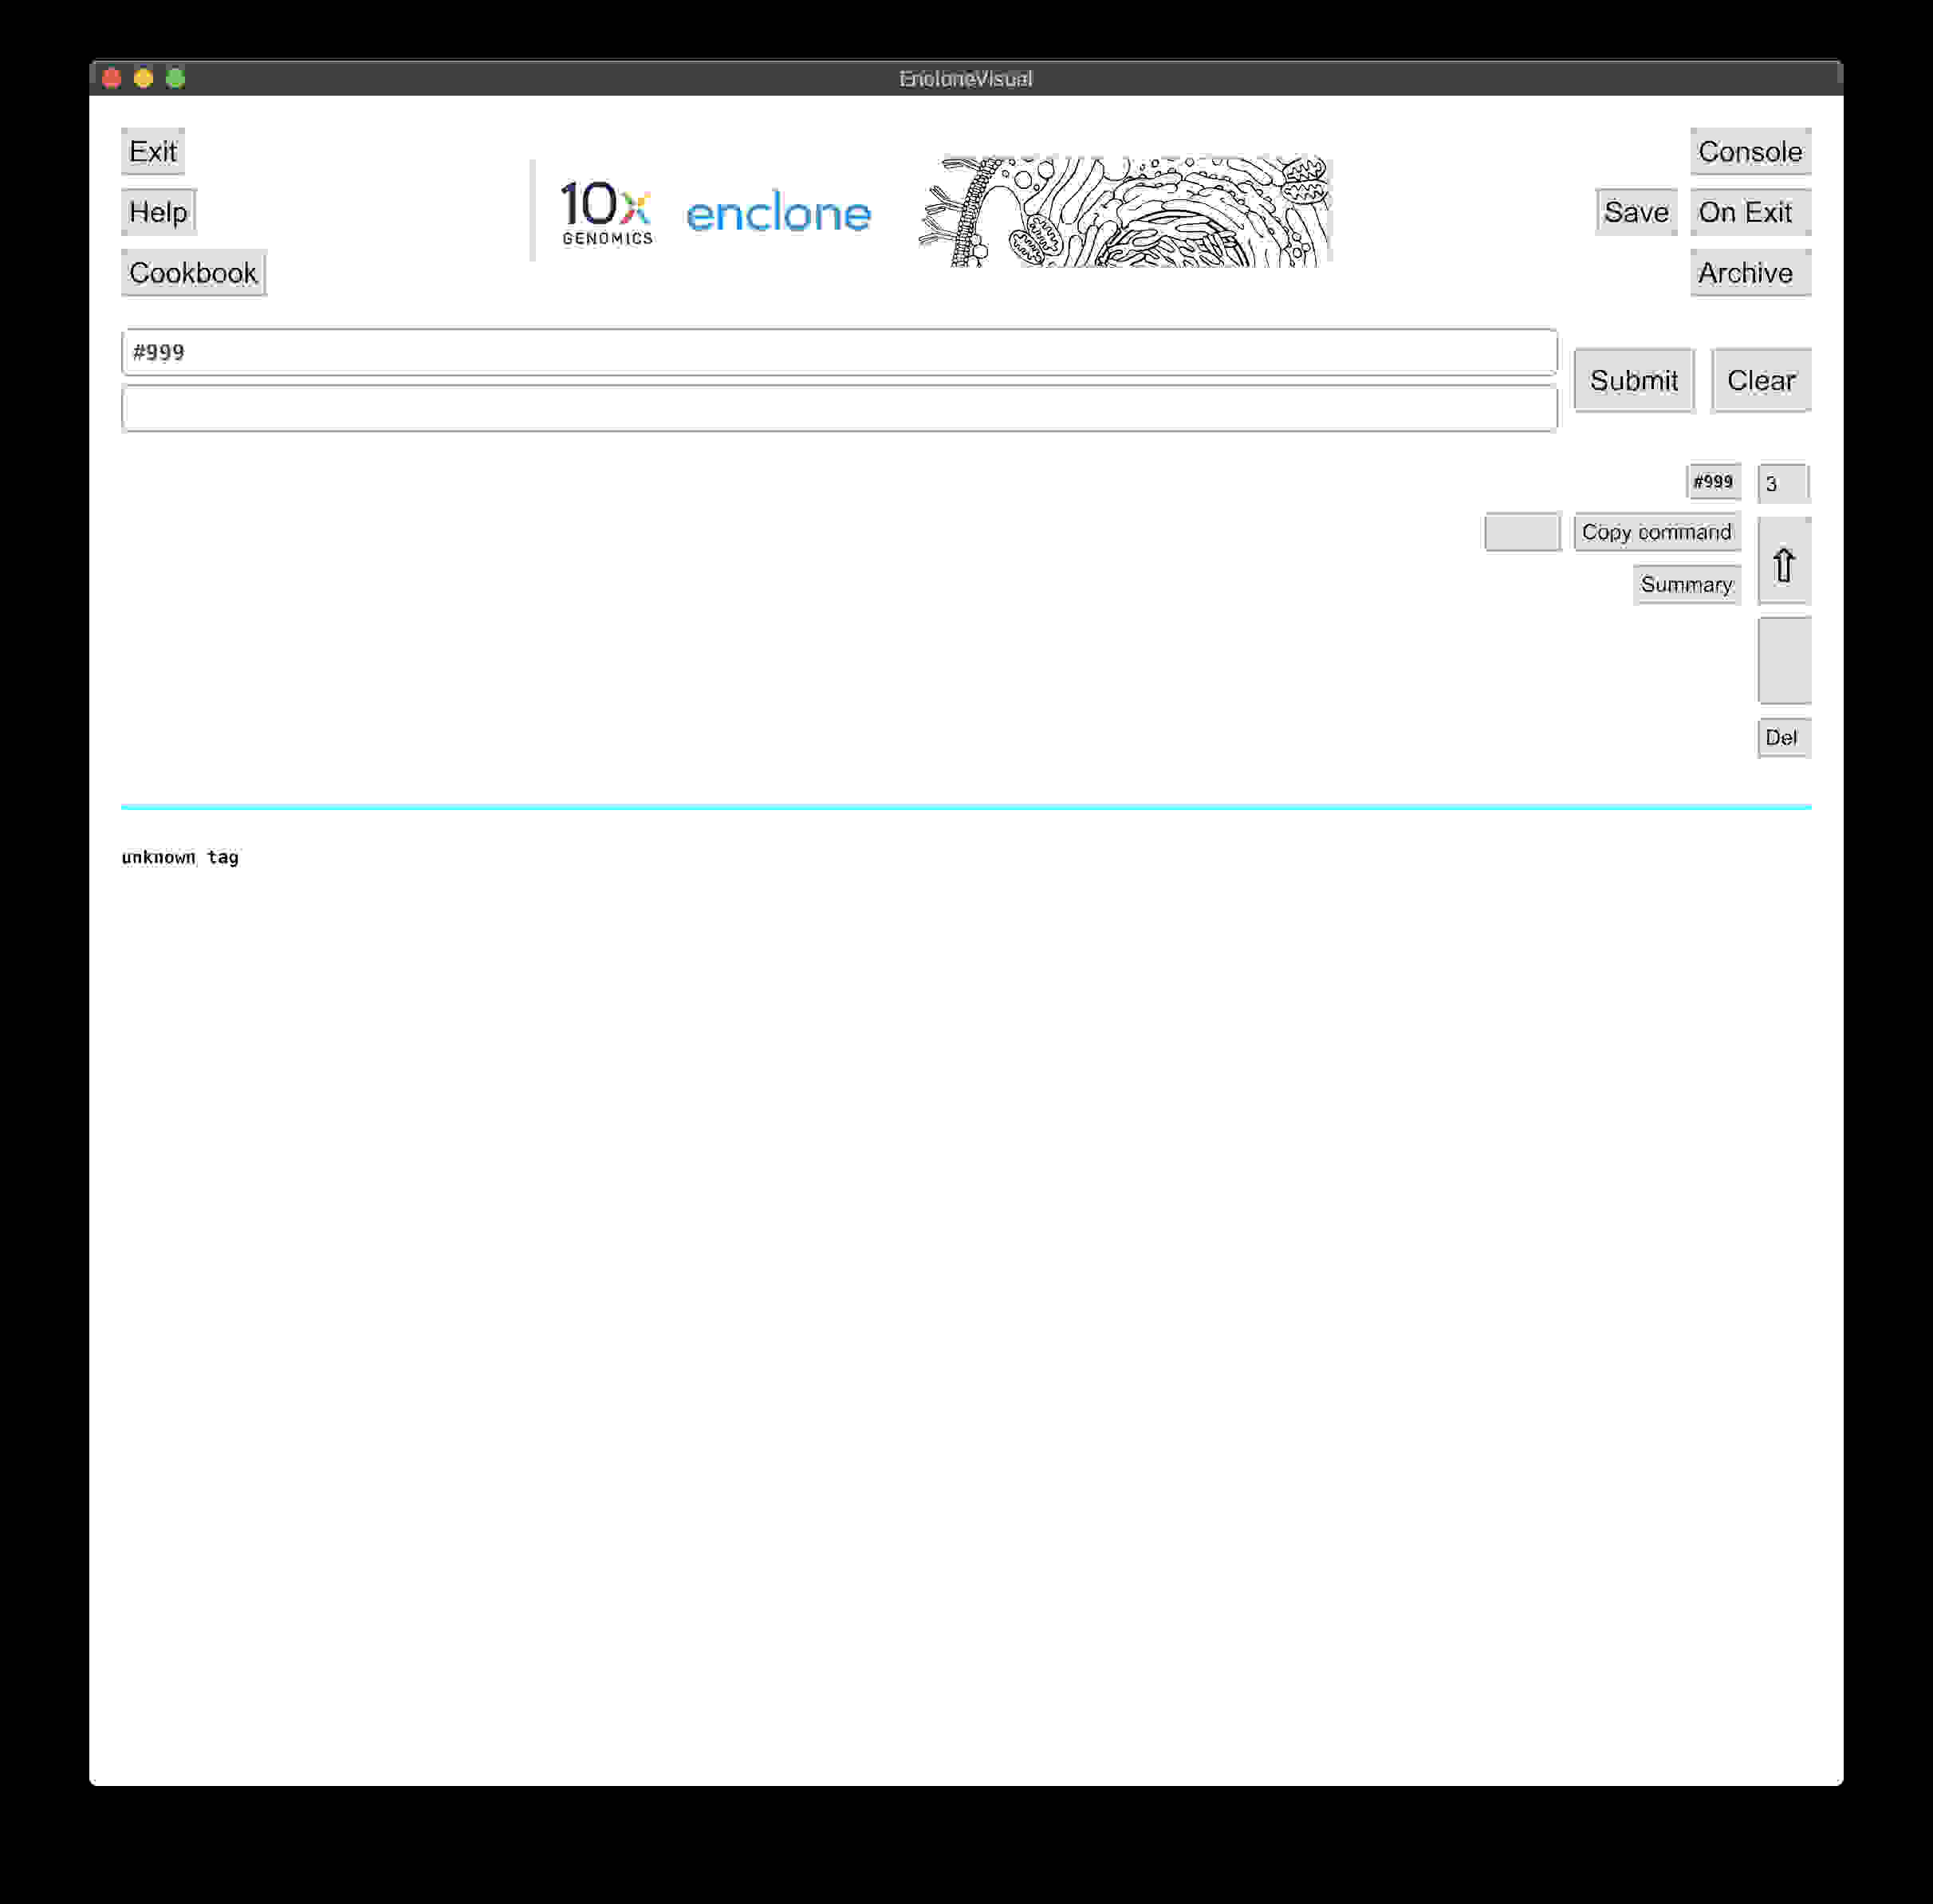 EncloneVisual
Exit
Console
Help
10x
GENOMICS
enclone
Save
On Exit
Cookbook
Archive
#999
Submit
Clear
#999
3
Copy command
⇧
Summary
Del
unknown tag